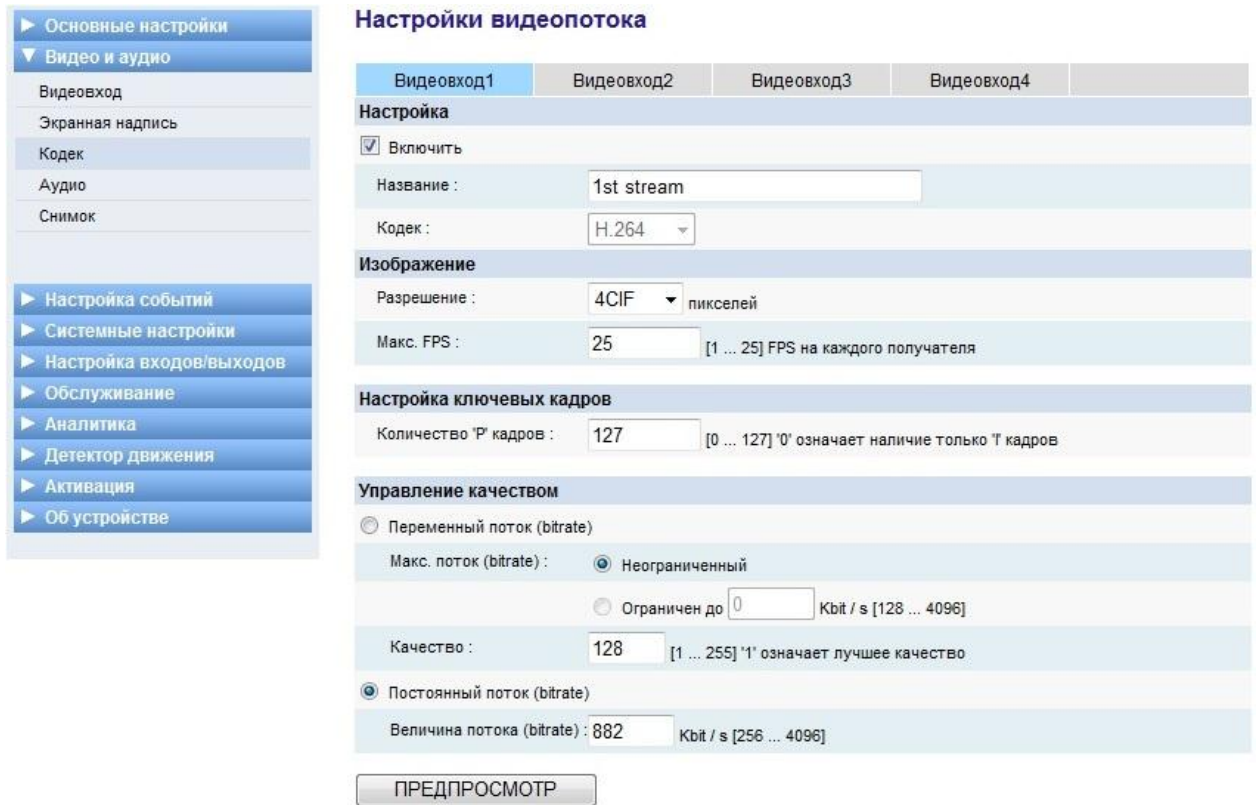 Основные настройки
Видео и аудио
Видеовход
Экранная надпись
Кодек
Аудио
Снимок
Настройка событий
Системные настройки
Настройка входов/выходов
Обслуживание
Аналитика
Детектор движения
Активация
Об устройстве
Настройки видеопотока
Видеовход1 Видеовход2 Видеовход3 Видеовход4
Настройка
Включить
Название : 1st stream
Кодек : H.264
Изображение
Разрешение : 4CIF пикселей
Макс. FPS : 25 [1 ... 25] FPS на каждого получателя
Настройка ключевых кадров
Количество 'P' кадров : 127 [0 ... 127] '0' означает наличие только 'I' кадров
Управление качеством
Переменный поток (bitrate)
Макс. поток (bitrate) : Неограниченный
Ограничен до 0 Kbit / s [128 ... 4096]
Качество : 128 [1 ... 255] '1' означает лучшее качество
Постоянный поток (bitrate)
Величина потока (bitrate) : 882 Kbit / s [256 ... 4096]
ПРЕДПРОСМОТР